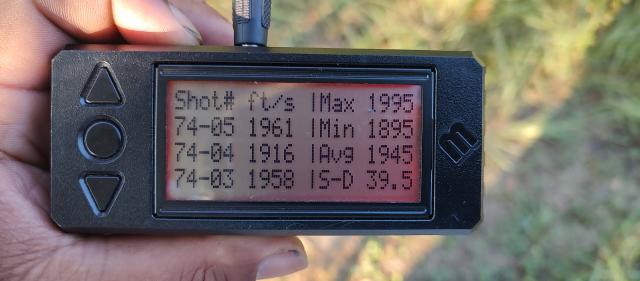 Shot# ft/s |Max 1995
74-05 1961 |Min 1895
74-04 1916 |Avg 1945
74-03 1958 |S-D 39.5